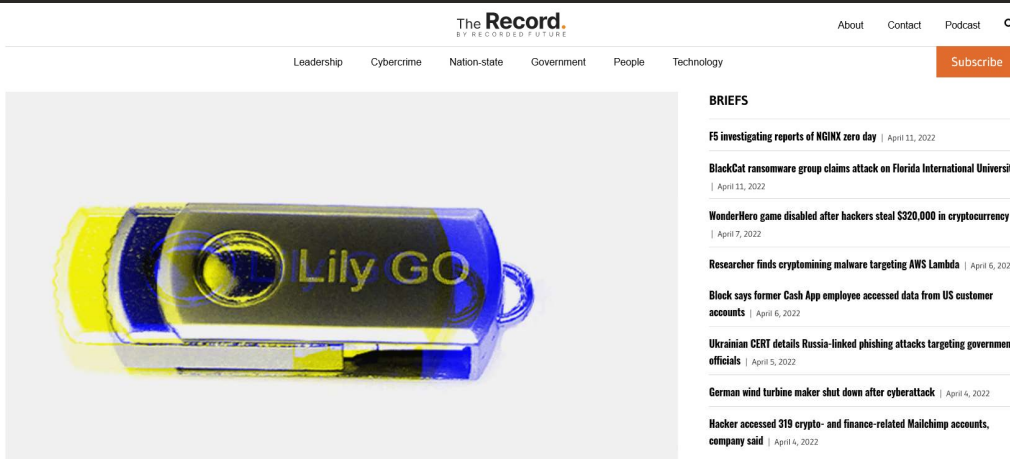 The Record.
BY RECORDED FUTURE
About Contact Podcast
Leadership Cybercrime Nation-state Government People Technology
Subscribe
Lily GO
BRIEFS
F5 investigating reports of NGINX zero day | April 11, 2022
BlackCat ransomware group claims attack on Florida International
| April 11, 2022
WonderHero game disabled after hackers steal $320,000 in cryptocurrency
| April 7, 2022
Researcher finds cryptomining malware targeting AWS Lambda | April 6,
Block says former Cash App employee accessed data from US customer
accounts | April 6, 2022
Ukrainian CERT details Russia-linked phishing attacks targeting
officials | April 5, 2022
German wind turbine maker shut down after cyberattack | April 4, 2022
Hacker accessed 319 crypto- and finance-related Mailchimp accounts,
company said | April 4, 2022